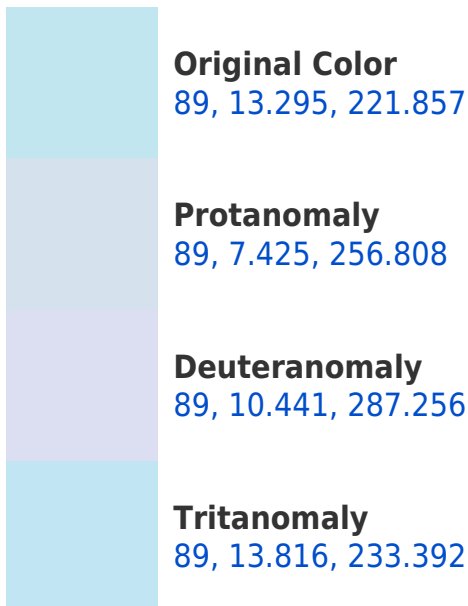 Original Color
89, 13.295, 221.857
Protanomaly
89, 7.425, 256.808
Deuteranomaly
89, 10.441, 287.256
Tritanomaly
89, 13.816, 233.392